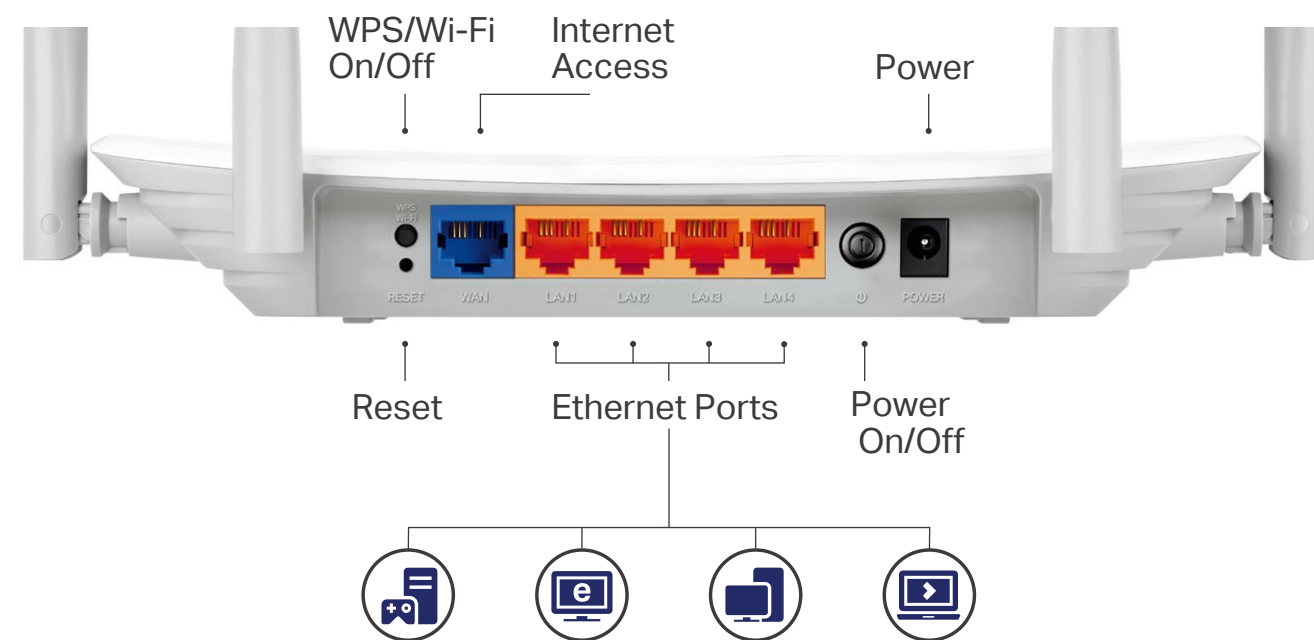 WPS/Wi-Fi
On/Off
Internet
Access
Power
WPS
Wi-Fi
RESET
WAN
LAN1
LAN2
LAN3
LAN4
POWER
Reset
Ethernet Ports
Power
On/Off
e